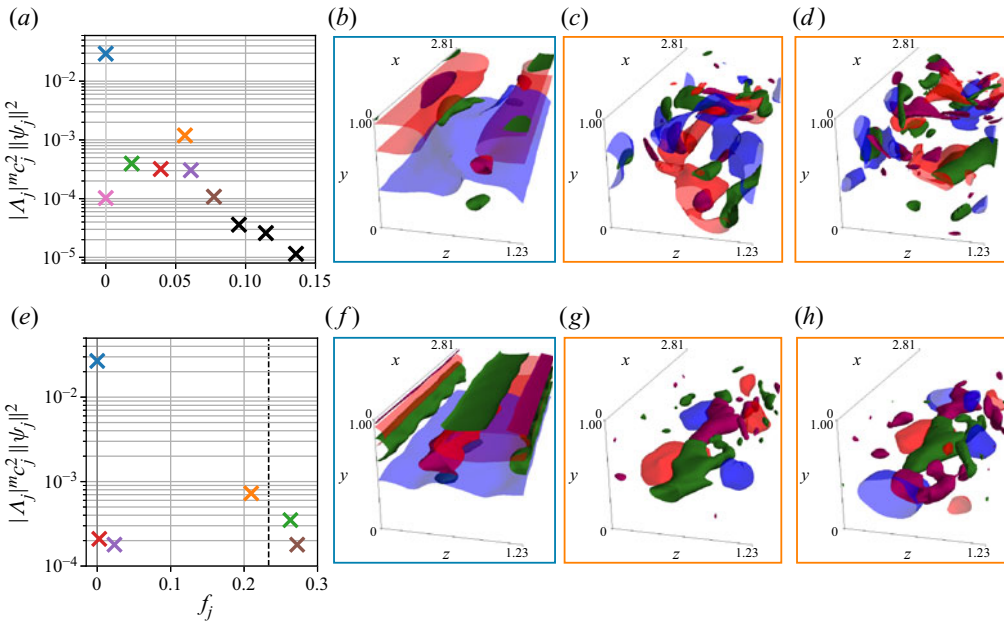 (a) (b) (c) (d)
10⁻² 10⁻³ 10⁻⁴ 10⁻⁵
|Λⱼ|ᵐcⱼ²||ψⱼ||²
0 0.05 0.10 0.15
2.81 x 0 1.00 y 0 z 1.23
2.81 x 0 1.00 y 0 z 1.23
2.81 x 0 1.00 y 0 z 1.23
(e) (f) (g) (h)
10⁻² 10⁻³ 10⁻⁴
|Λⱼ|ᵐcⱼ²||ψⱼ||²
0 0.1 0.2 0.3
fⱼ
2.81 x 0 1.00 y 0 z 1.23
2.81 x 0 1.00 y 0 z 1.23
2.81 x 0 1.00 y 0 z 1.23